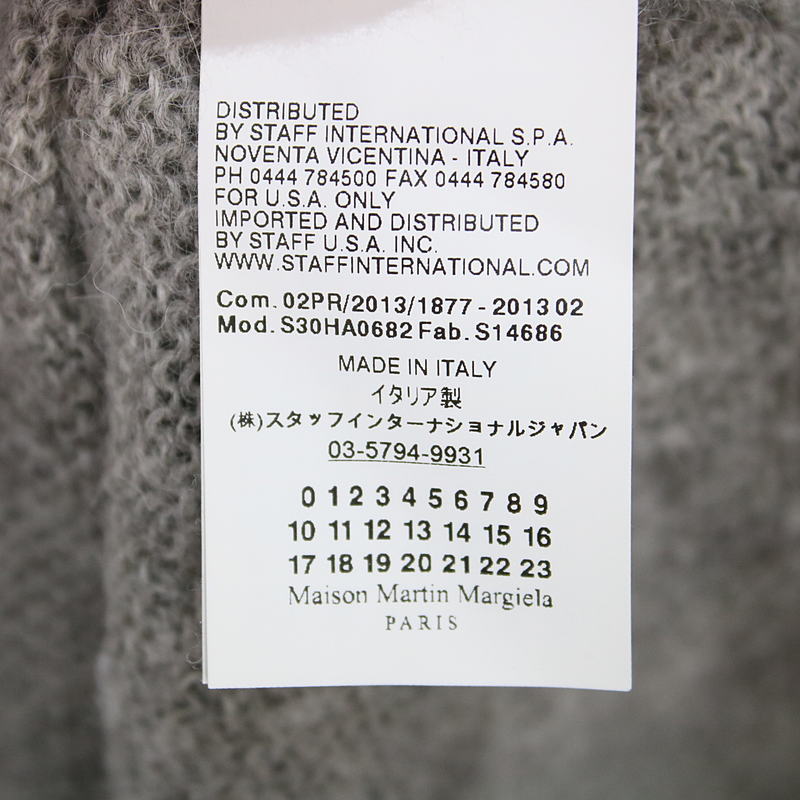 DISTRIBUTED
BY STAFF INTERNATIONAL S.P.A.
NOVENTA VICENTINA - ITALY
PH 0444 784500 FAX 0444 784580
FOR U.S.A. ONLY
IMPORTED AND DISTRIBUTED
BY STAFF U.S.A. INC.
WWW.STAFFINTERNATIONAL.COM
Com. 02PR/2013/1877 - 2013 02
Mod. S30HA0682 Fab. S14686
MADE IN ITALY
イタリア製
(株)スタッフインターナショナルジャパン
03-5794-9931
0 1 2 3 4 5 6 7 8 9
10 11 12 13 14 15 16
17 18 19 20 21 22 23
Maison Martin Margiela
PARIS